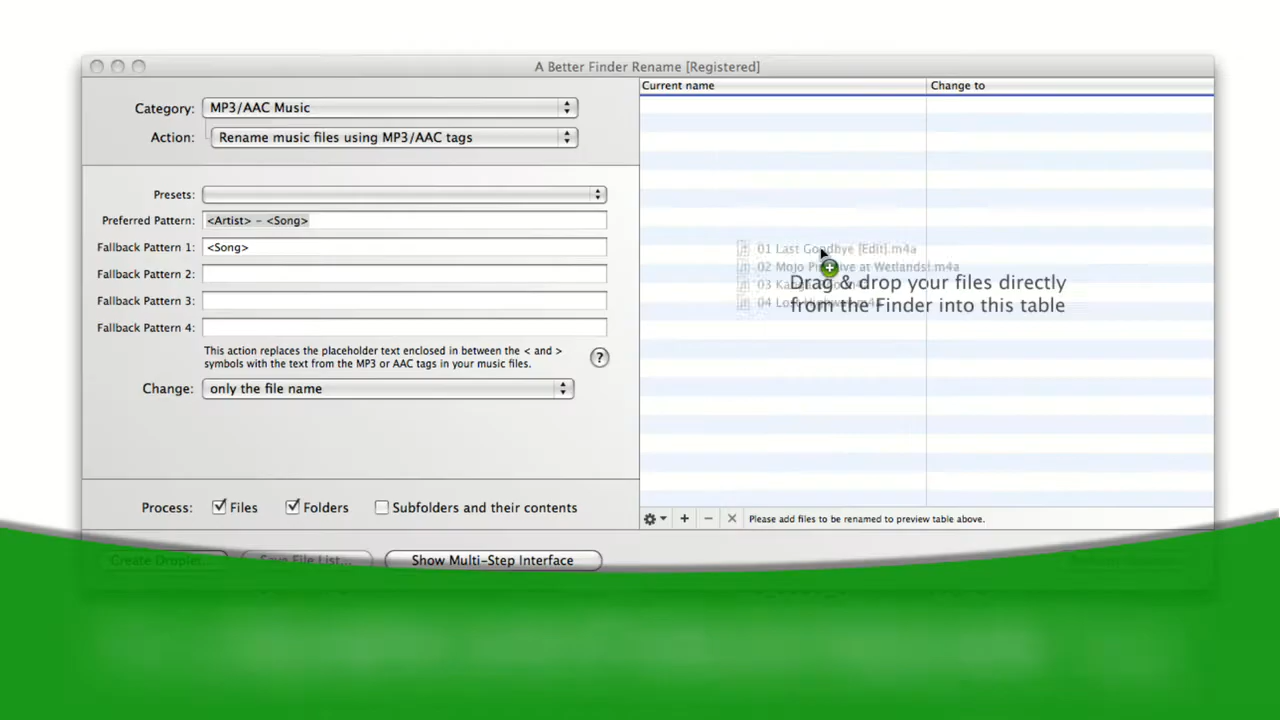 A Better Finder Rename [Registered]
Category: MP3/AAC Music
Action: Rename music files using MP3/AAC tags
Presets:
Preferred Pattern: <Artist> - <Song>
Fallback Pattern 1: <Song>
Fallback Pattern 2:
Fallback Pattern 3:
Fallback Pattern 4:
This action replaces the placeholder text enclosed in between the < and >
symbols with the text from the MP3 or AAC tags in your music files.
?
Change: only the file name
Process: Files Folders Subfolders and their contents
Create Droplet... Save File List... Show Multi-Step Interface
Current name Change to
01 Last Goodbye [Edit].m4a
02 Mojo at Wetlands
03
04
Drag & drop your files directly
from the Finder into this table
Please add files to be renamed to preview table above.